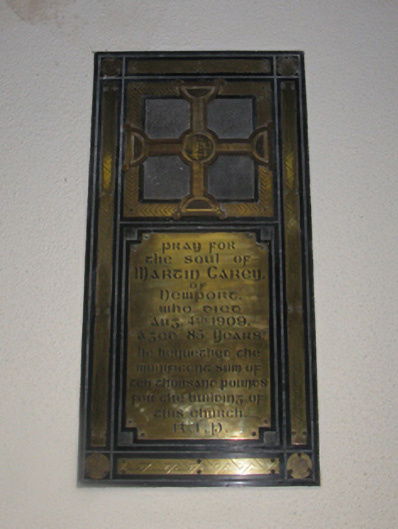 PRAY FOR
the soul of
Martin Carey.
OF
Newport.
who died
Aug. 4th 1909.
aged 85 years
He bequethed the
munificent sum of
ten thousand pounds
for the building of
this church.
R.I.P.